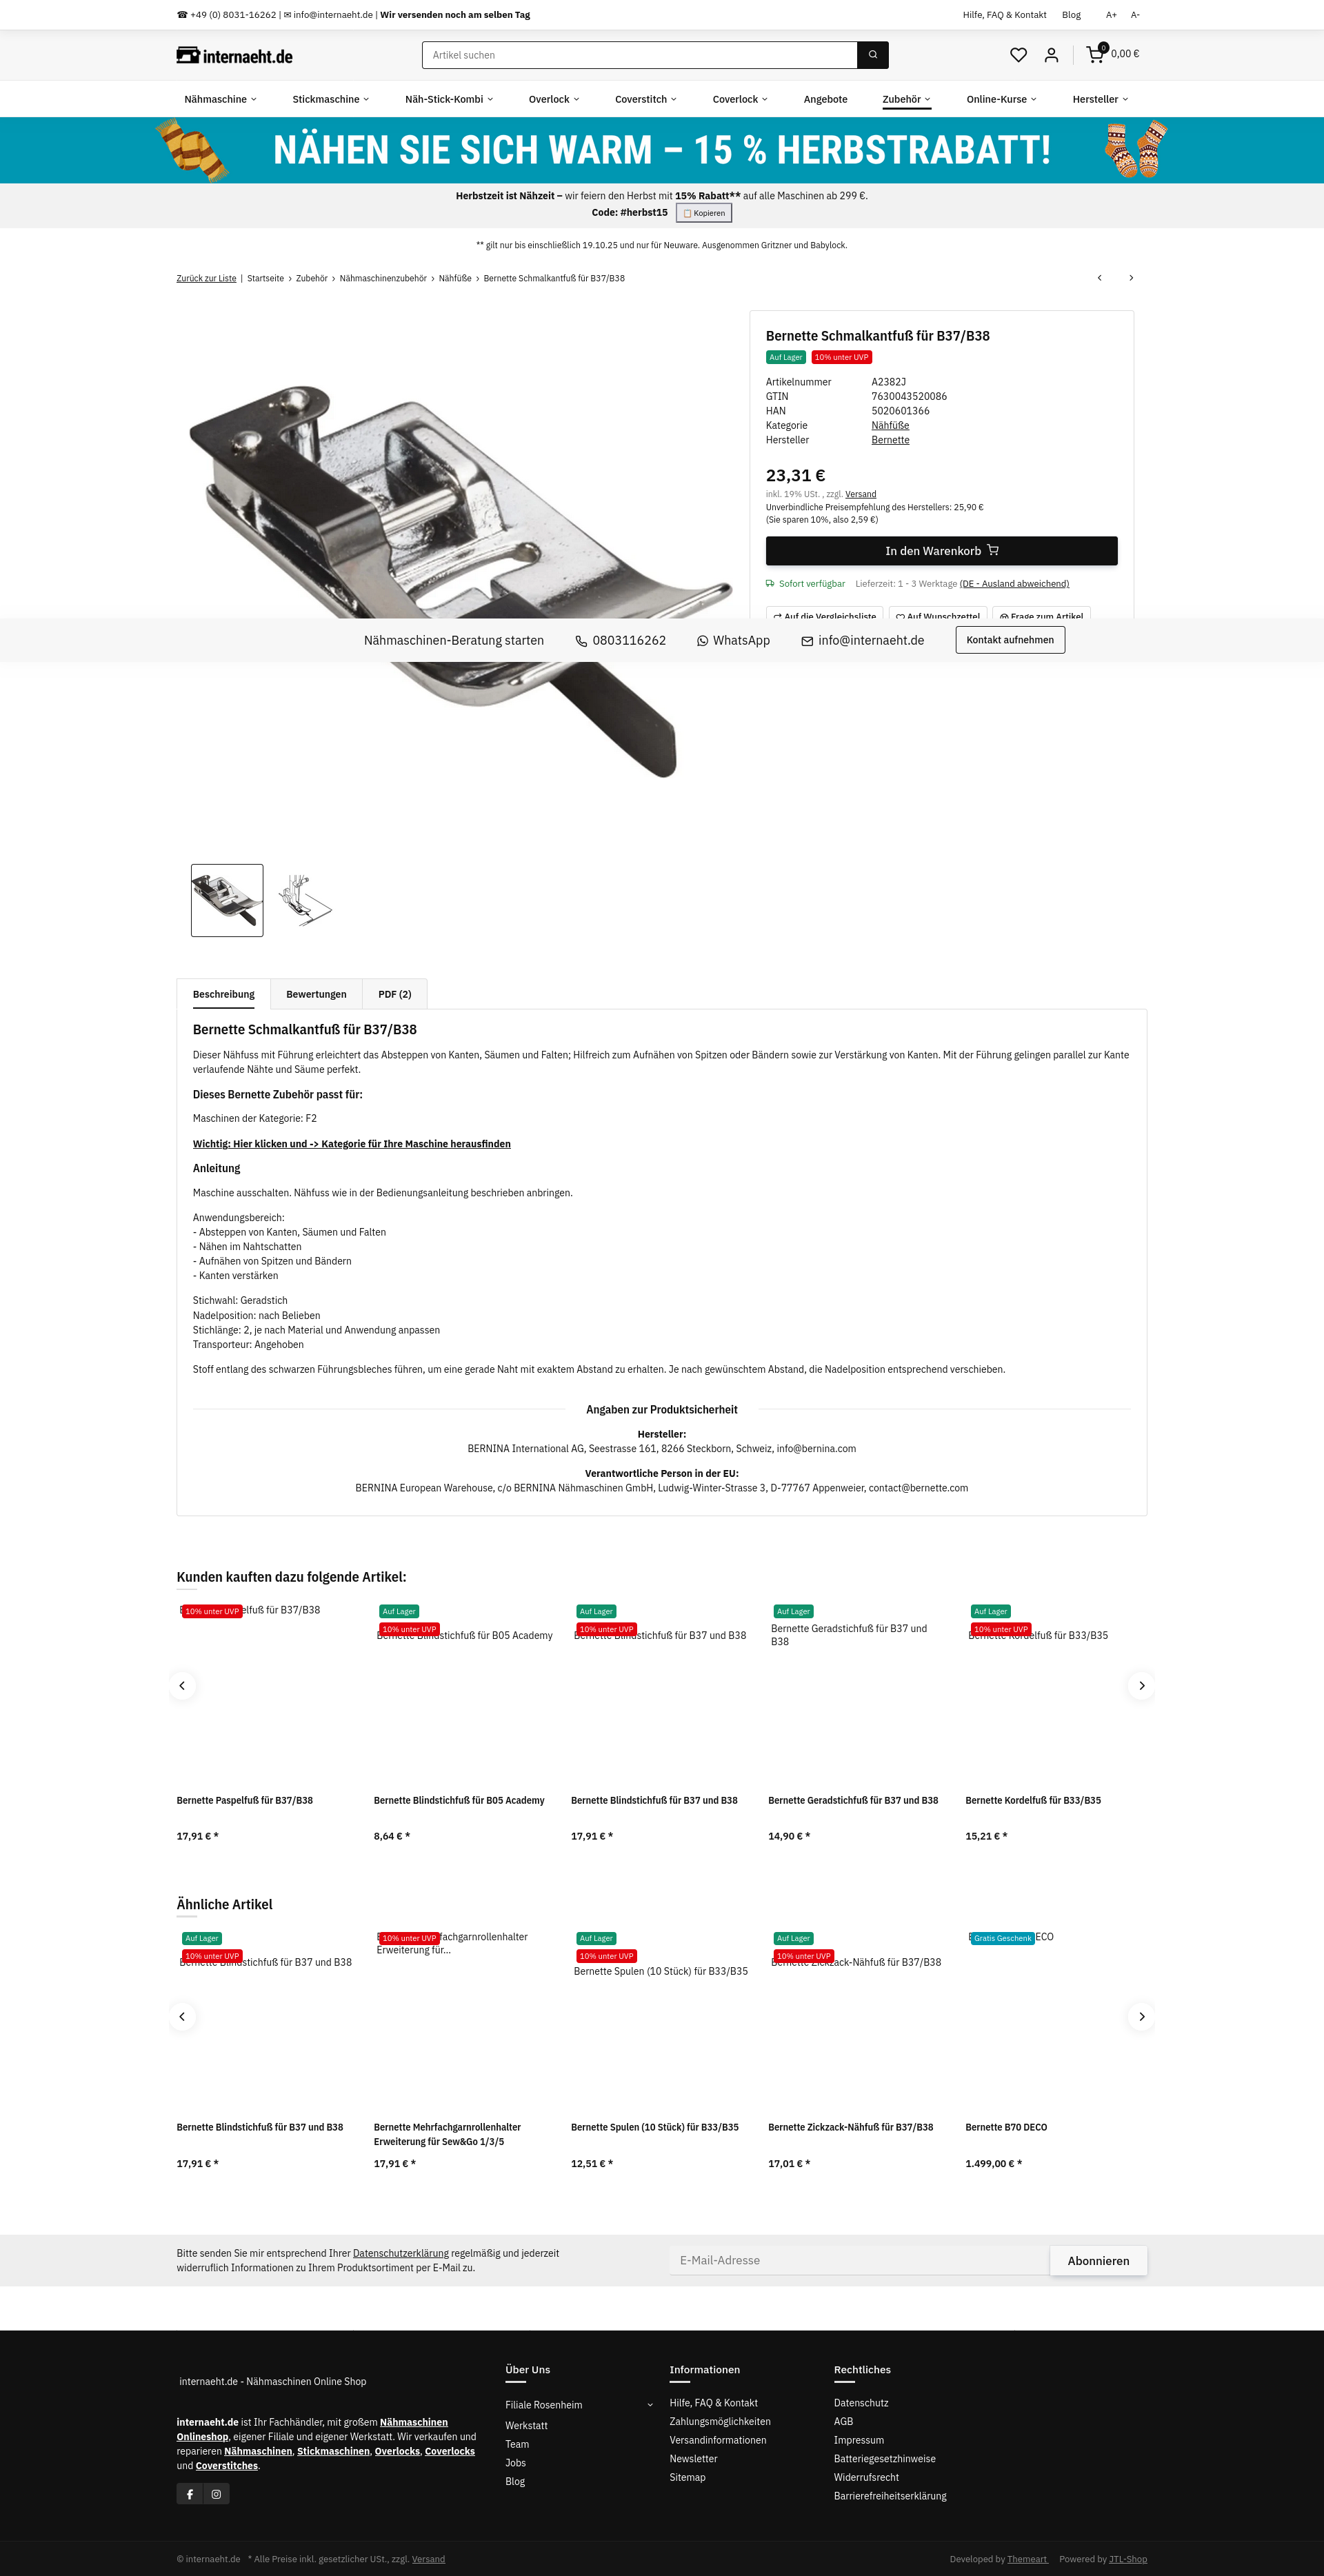 ☎ +49 (0) 8031-16262 | ✉ info@internaeht.de | Wir versenden noch am selben Tag
Hilfe, FAQ & Kontakt Blog A+ A-
internaeht.de
Artikel suchen
0
0,00 €
Nähmaschine Stickmaschine Näh-Stick-Kombi Overlock Coverstitch Coverlock Angebote Zubehör Online-Kurse Hersteller
NÄHEN SIE SICH WARM – 15 % HERBSTRABATT!
Herbstzeit ist Nähzeit – wir feiern den Herbst mit 15% Rabatt** auf alle Maschinen ab 299 €.
Code: #herbst15 📋 Kopieren
** gilt nur bis einschließlich 19.10.25 und nur für Neuware. Ausgenommen Gritzner und Babylock.
Zurück zur Liste | Startseite › Zubehör › Nähmaschinenzubehör › Nähfüße › Bernette Schmalkantfuß für B37/B38
Bernette Schmalkantfuß für B37/B38
Auf Lager 10% unter UVP
Artikelnummer A2382J
GTIN 7630043520086
HAN 5020601366
Kategorie Nähfüße
Hersteller Bernette
23,31 €
inkl. 19% USt. , zzgl. Versand
Unverbindliche Preisempfehlung des Herstellers: 25,90 €
(Sie sparen 10%, also 2,59 €)
In den Warenkorb
Sofort verfügbar Lieferzeit: 1 - 3 Werktage (DE - Ausland abweichend)
Auf die Vergleichsliste Auf Wunschzettel Frage zum Artikel
Nähmaschinen-Beratung starten 0803116262 WhatsApp info@internaeht.de Kontakt aufnehmen
Beschreibung Bewertungen PDF (2)
Bernette Schmalkantfuß für B37/B38
Dieser Nähfuss mit Führung erleichtert das Absteppen von Kanten, Säumen und Falten; Hilfreich zum Aufnähen von Spitzen oder Bändern sowie zur Verstärkung von Kanten. Mit der Führung gelingen parallel zur Kante
verlaufende Nähte und Säume perfekt.
Dieses Bernette Zubehör passt für:
Maschinen der Kategorie: F2
Wichtig: Hier klicken und -> Kategorie für Ihre Maschine herausfinden
Anleitung
Maschine ausschalten. Nähfuss wie in der Bedienungsanleitung beschrieben anbringen.
Anwendungsbereich:
- Absteppen von Kanten, Säumen und Falten
- Nähen im Nahtschatten
- Aufnähen von Spitzen und Bändern
- Kanten verstärken
Stichwahl: Geradstich
Nadelposition: nach Belieben
Stichlänge: 2, je nach Material und Anwendung anpassen
Transporteur: Angehoben
Stoff entlang des schwarzen Führungsbleches führen, um eine gerade Naht mit exaktem Abstand zu erhalten. Je nach gewünschtem Abstand, die Nadelposition entsprechend verschieben.
Angaben zur Produktsicherheit
Hersteller:
BERNINA International AG, Seestrasse 161, 8266 Steckborn, Schweiz, info@bernina.com
Verantwortliche Person in der EU:
BERNINA European Warehouse, c/o BERNINA Nähmaschinen GmbH, Ludwig-Winter-Strasse 3, D-77767 Appenweier, contact@bernette.com
Kunden kauften dazu folgende Artikel:
10% unter UVP für B37/B38
Auf Lager
10% unter UVP
Bernette Blindstichfuß für B05 Academy
Auf Lager
10% unter UVP
Bernette Blindstichfuß für B37 und B38
Auf Lager
Bernette Geradstichfuß für B37 und
B38
Auf Lager
10% unter UVP
Bernette Kordelfuß für B33/B35
Bernette Paspelfuß für B37/B38
17,91 € *
Bernette Blindstichfuß für B05 Academy
8,64 € *
Bernette Blindstichfuß für B37 und B38
17,91 € *
Bernette Geradstichfuß für B37 und B38
14,90 € *
Bernette Kordelfuß für B33/B35
15,21 € *
Ähnliche Artikel
Auf Lager
10% unter UVP
Bernette Blindstichfuß für B37 und B38
10% unter UVP
Erweiterung für...
Auf Lager
10% unter UVP
Bernette Spulen (10 Stück) für B33/B35
Auf Lager
10% unter UVP
Bernette Zickzack-Nähfuß für B37/B38
Gratis Geschenk
Bernette Blindstichfuß für B37 und B38
17,91 € *
Bernette Mehrfachgarnrollenhalter
Erweiterung für Sew&Go 1/3/5
17,91 € *
Bernette Spulen (10 Stück) für B33/B35
12,51 € *
Bernette Zickzack-Nähfuß für B37/B38
17,01 € *
Bernette B70 DECO
1.499,00 € *
Bitte senden Sie mir entsprechend Ihrer Datenschutzerklärung regelmäßig und jederzeit
widerruflich Informationen zu Ihrem Produktsortiment per E-Mail zu.
E-Mail-Adresse
Abonnieren
internaeht.de - Nähmaschinen Online Shop
internaeht.de ist Ihr Fachhändler, mit großem Nähmaschinen
Onlineshop, eigener Filiale und eigener Werkstatt. Wir verkaufen und
reparieren Nähmaschinen, Stickmaschinen, Overlocks, Coverlocks
und Coverstitches.
Über Uns
Filiale Rosenheim
Werkstatt
Team
Jobs
Blog
Informationen
Hilfe, FAQ & Kontakt
Zahlungsmöglichkeiten
Versandinformationen
Newsletter
Sitemap
Rechtliches
Datenschutz
AGB
Impressum
Batteriegesetzhinweise
Widerrufsrecht
Barrierefreiheitserklärung
© internaeht.de * Alle Preise inkl. gesetzlicher USt., zzgl. Versand
Developed by Themeart Powered by JTL-Shop